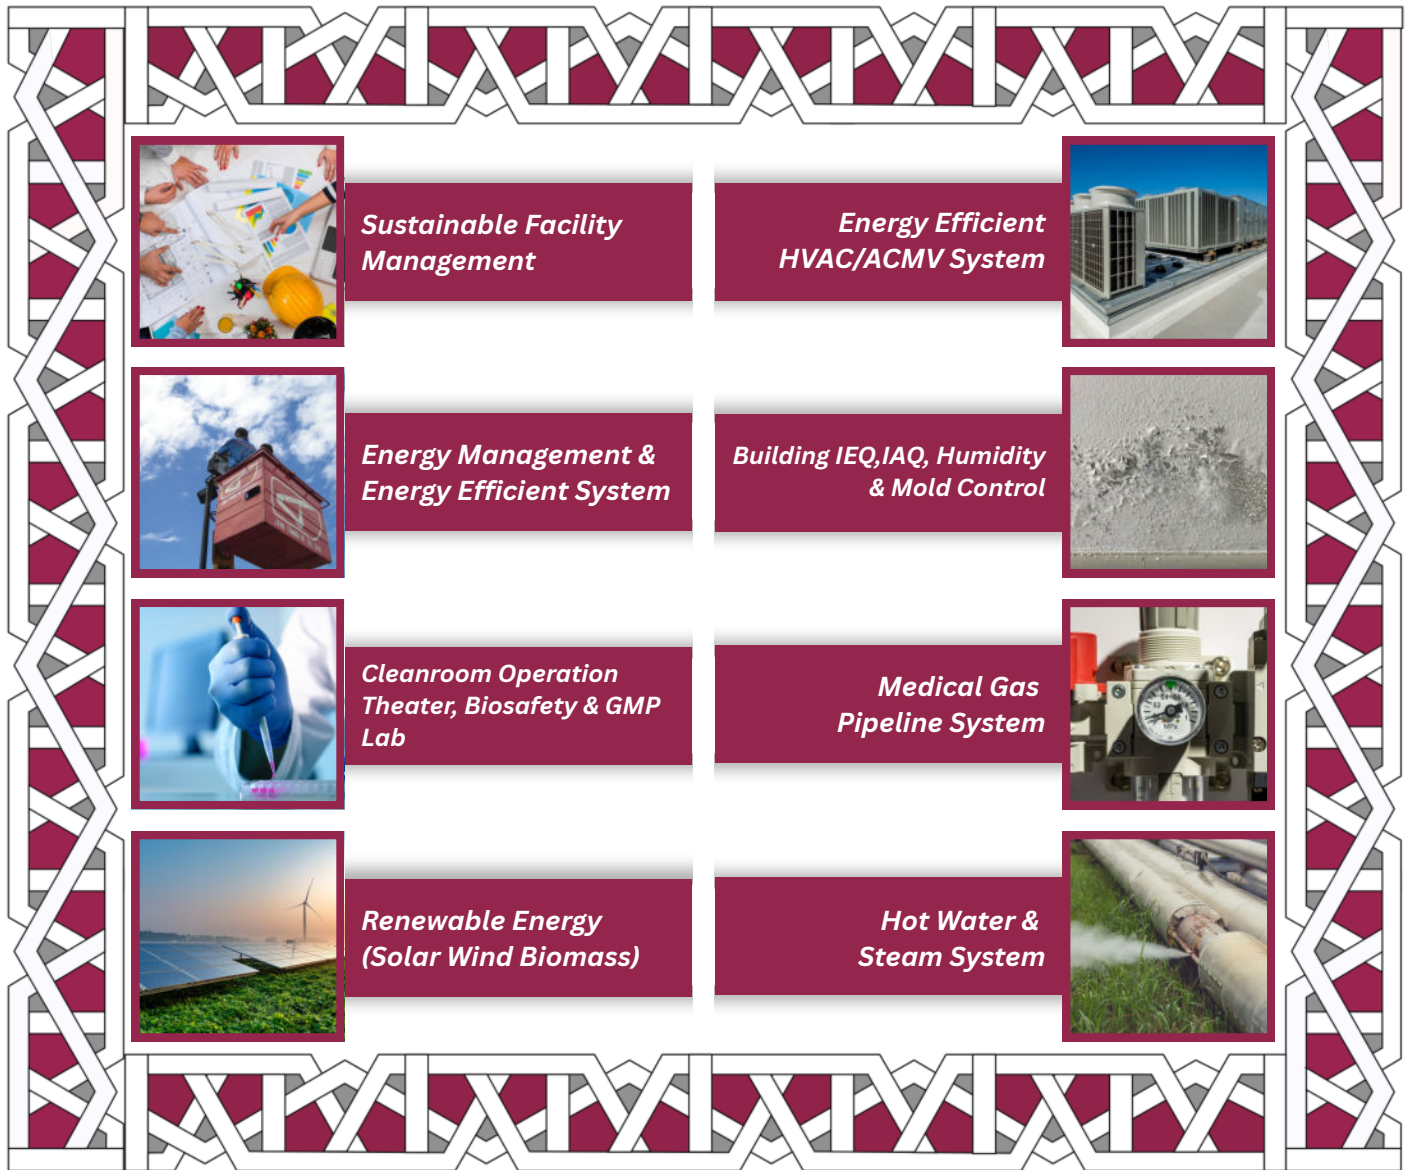 Sustainable Facility
Management
Energy Efficient
HVAC/ACMV System
Energy Management &
Energy Efficient System
Building IEQ,IAQ, Humidity
& Mold Control
Cleanroom Operation
Theater, Biosafety & GMP
Lab
Medical Gas
Pipeline System
MPa
Renewable Energy
(Solar Wind Biomass)
Hot Water &
Steam System